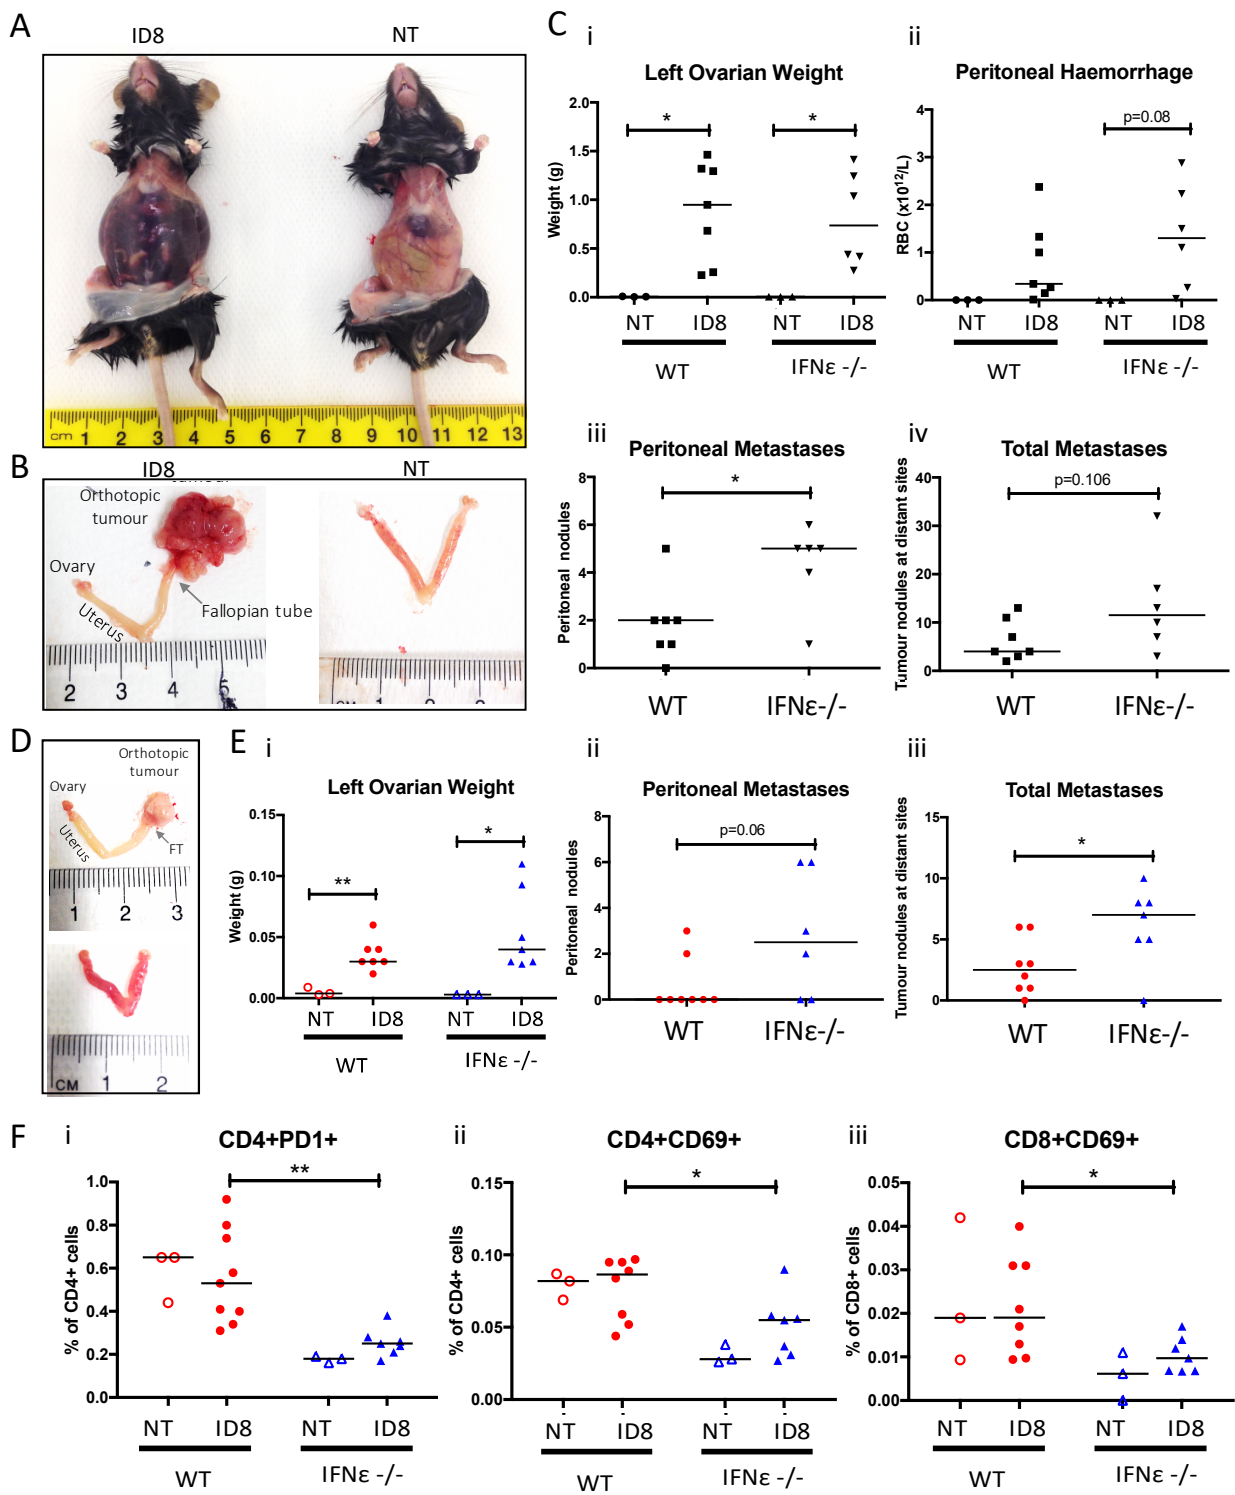 A
ID8
NT
cm 1 2 3 4 5 6 7 8 9 10 11 12 13
B
ID8
NT
Orthotopic
tumour
Ovary
Uterus
Fallopian tube
2 3 4 5
C
i
Left Ovarian Weight
*
*
Weight (g)
2.0
1.5
1.0
0.5
0.0
NT ID8 NT ID8
WT IFNε -/-
ii
Peritoneal Haemorrhage
p=0.08
RBC (x10¹²/L)
4
3
2
1
0
NT ID8 NT ID8
WT IFNε -/-
iii
Peritoneal Metastases
*
Peritoneal nodules
8
6
4
2
0
WT IFNε-/-
iv
Total Metastases
p=0.106
Tumour nodules at distant sites
40
30
20
10
0
WT IFNε-/-
D
Orthotopic
tumour
Ovary
Uterus
FT
1 2 3
CM 1 2
E
i
Left Ovarian Weight
**
*
Weight (g)
0.15
0.10
0.05
0.00
NT ID8 NT ID8
WT IFNε -/-
ii
Peritoneal Metastases
p=0.06
Peritoneal nodules
8
6
4
2
0
WT IFNε-/-
iii
Total Metastases
*
Tumour nodules at distant sites
15
10
5
0
WT IFNε-/-
F
i
CD4+PD1+
**
% of CD4+ cells
1.0
0.8
0.6
0.4
0.2
0.0
NT ID8 NT ID8
WT IFNε -/-
ii
CD4+CD69+
*
% of CD4+ cells
0.15
0.10
0.05
0.00
NT ID8 NT ID8
WT IFNε -/-
iii
CD8+CD69+
*
% of CD8+ cells
0.05
0.04
0.03
0.02
0.01
0.00
NT ID8 NT ID8
WT IFNε -/-